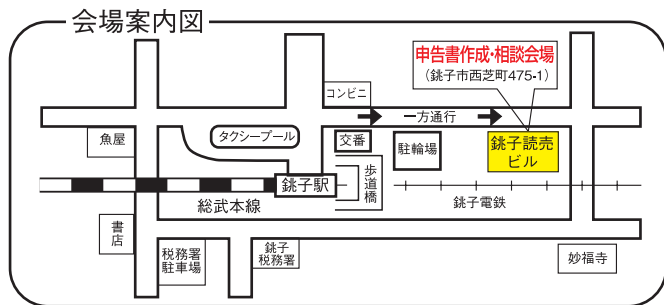 会場案内図
申告書作成・相談会場
(銚子市西芝町475-1)
コンビニ
一方通行
魚屋
タクシープール
交番
駐輪場
銚子読売
ビル
銚子駅
歩道橋
総武本線
銚子電鉄
書店
税務署
駐車場
銚子
税務署
妙福寺